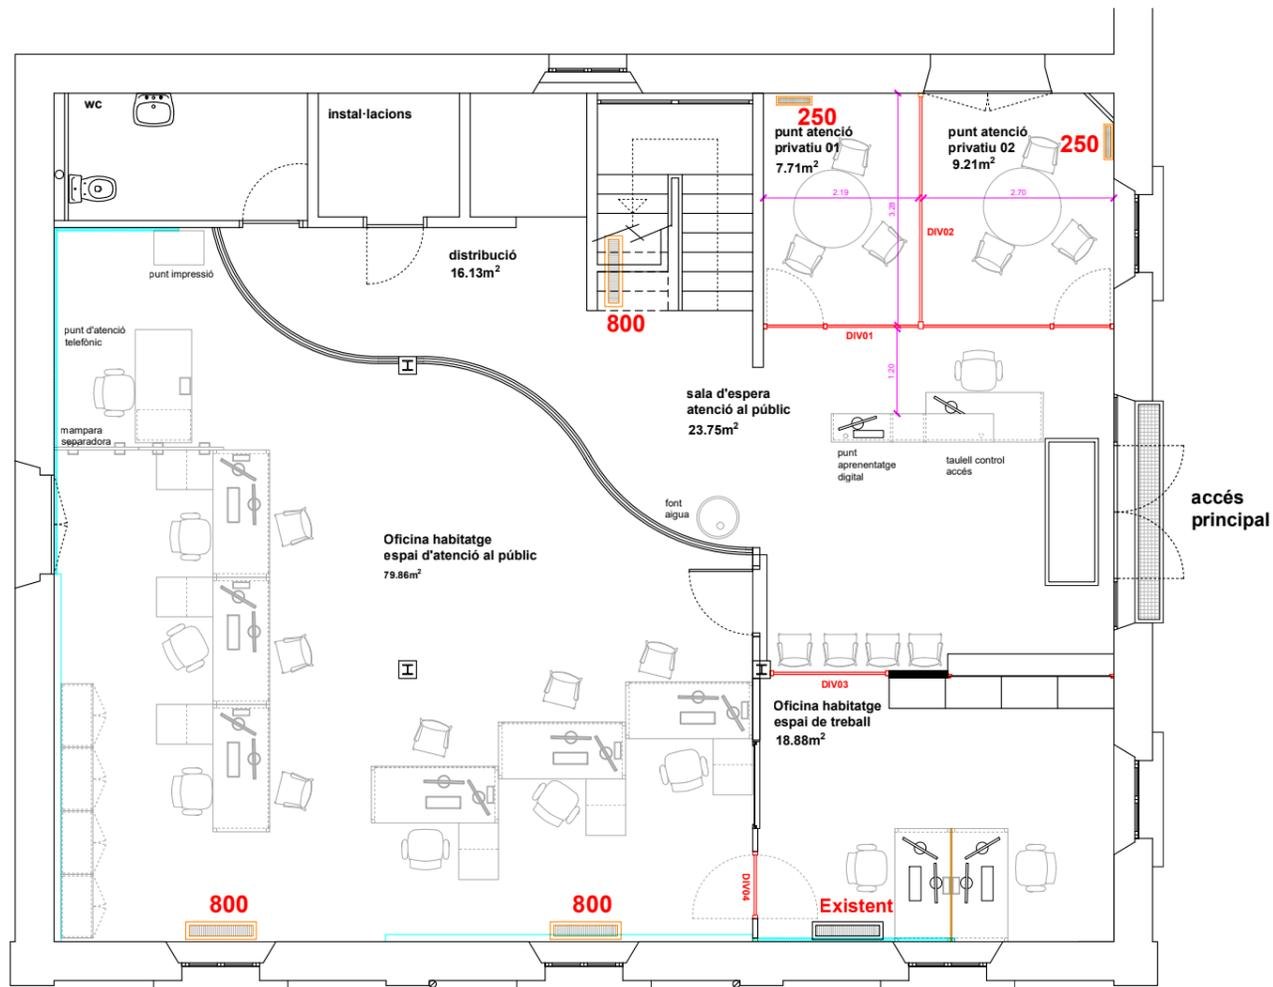 wc
instal·lacions
250
punt atenció
privatiu 01
7.71m²
punt atenció
privatiu 02
9.21m²
250
2.19
2.70
3.28
DIV02
distribució
16.13m²
punt impressió
800
DIV01
punt d'atenció
telefònic
1.20
sala d'espera
atenció al públic
23.75m²
mampara
separadora
punt
aprenentatge
digital
taulell control
accés
accés
principal
font
aigua
Oficina habitatge
espai d'atenció al públic
79.86m²
DIV03
Oficina habitatge
espai de treball
18.88m²
DIV04
800
800
Existent